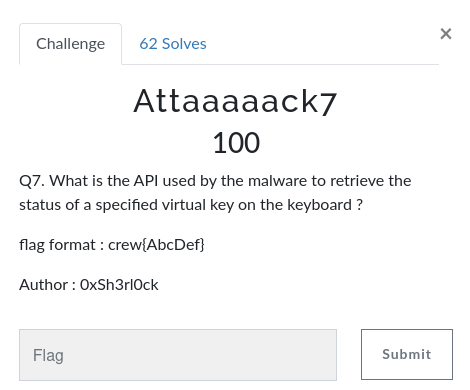 Challenge
62 Solves
×
Attaaaaack7
100
Q7. What is the API used by the malware to retrieve the
status of a specified virtual key on the keyboard ?
flag format : crew{AbcDef}
Author : 0xSh3rl0ck
Flag
Submit